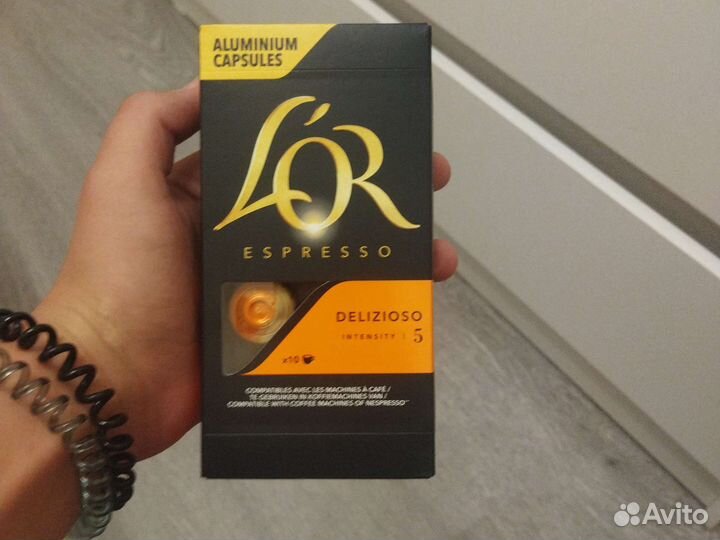 ALUMINIUM
CAPSULES
L'OR
ESPRESSO
DELIZIOSO
INTENSITY | 5
x10
COMPATIBLES AVEC LES MACHINES À CAFÉ /
TE GEBRUIKEN IN KOFFIEMACHINES VAN /
COMPATIBLE WITH COFFEE MACHINES OF NESPRESSO
Avito